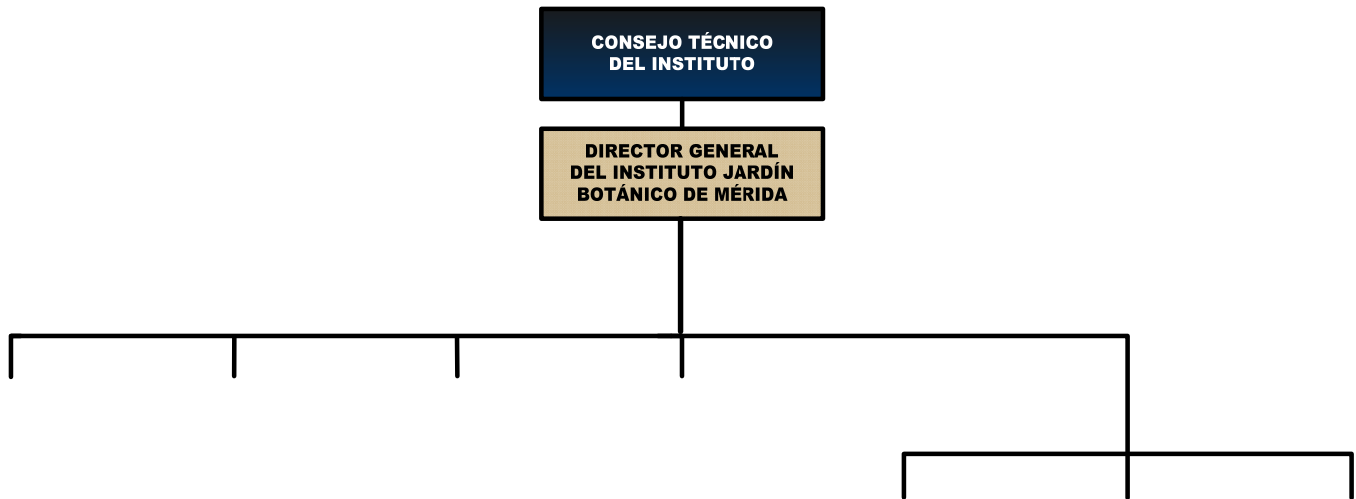 CONSEJO TÉCNICO
DEL INSTITUTO
DIRECTOR GENERAL
DEL INSTITUTO JARDÍN
BOTÁNICO DE MÉRIDA